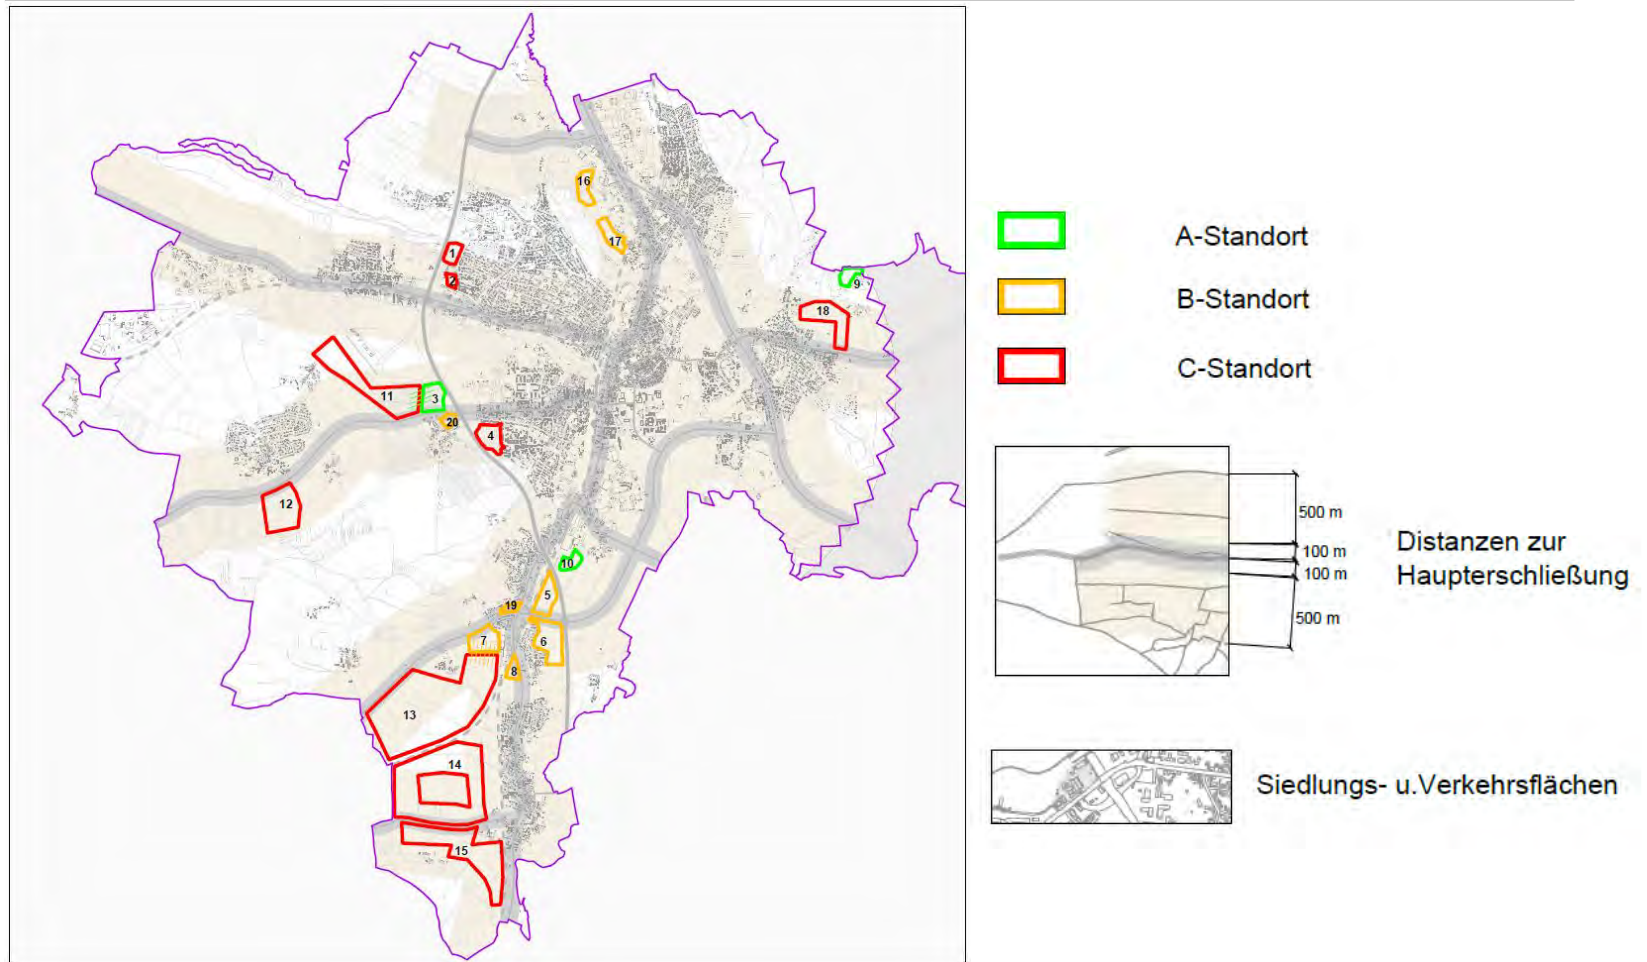 16
17
1
2
9
18
11
3
20
4
12
10
5
19
7
6
8
13
14
15
A-Standort
B-Standort
C-Standort
500 m
100 m
100 m
500 m
Distanzen zur
Haupterschließung
Siedlungs- u.Verkehrsflächen